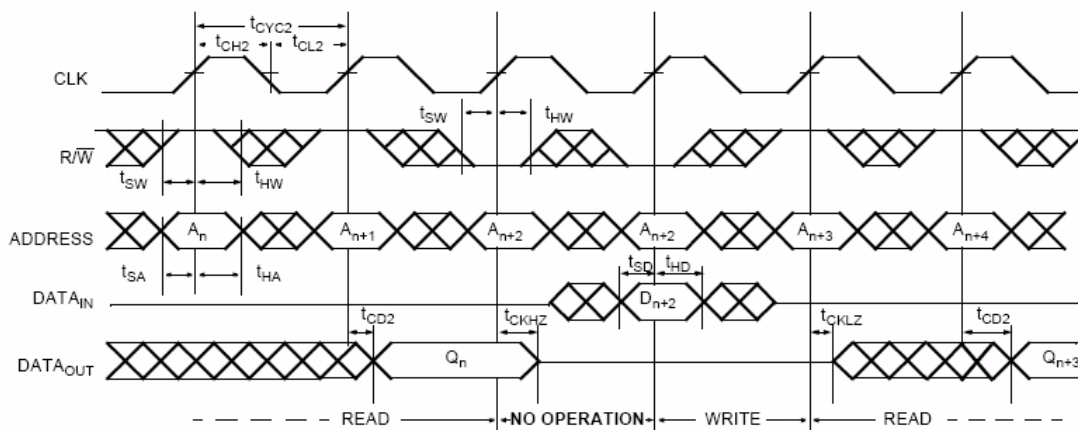 tCYC2
tCH2 tCL2
CLK
tSW tHW
R/W̅
tSW tHW
An An+1 An+2 An+2 An+3 An+4
ADDRESS
tSA tHA tSD tHD
DATAIN Dn+2
tCD2 tCKHZ tCKLZ tCD2
DATAOUT Qn Qn+3
READ NO OPERATION WRITE READ